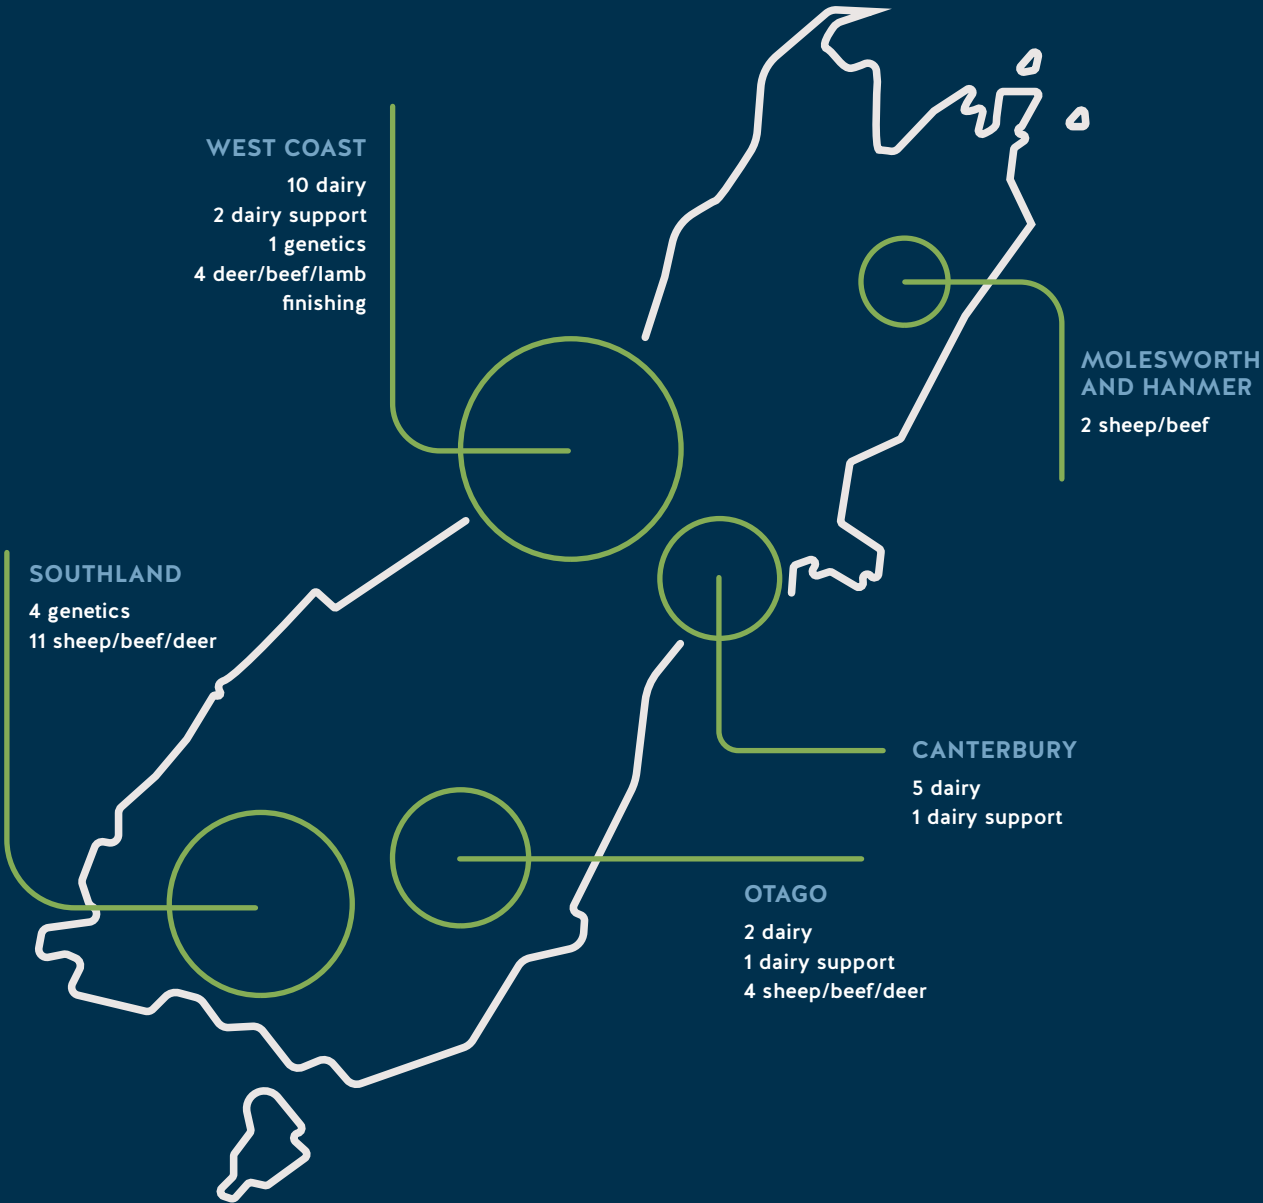 WEST COAST
10 dairy
2 dairy support
1 genetics
4 deer/beef/lamb
finishing
MOLESWORTH
AND HANMER
2 sheep/beef
SOUTHLAND
4 genetics
11 sheep/beef/deer
CANTERBURY
5 dairy
1 dairy support
OTAGO
2 dairy
1 dairy support
4 sheep/beef/deer